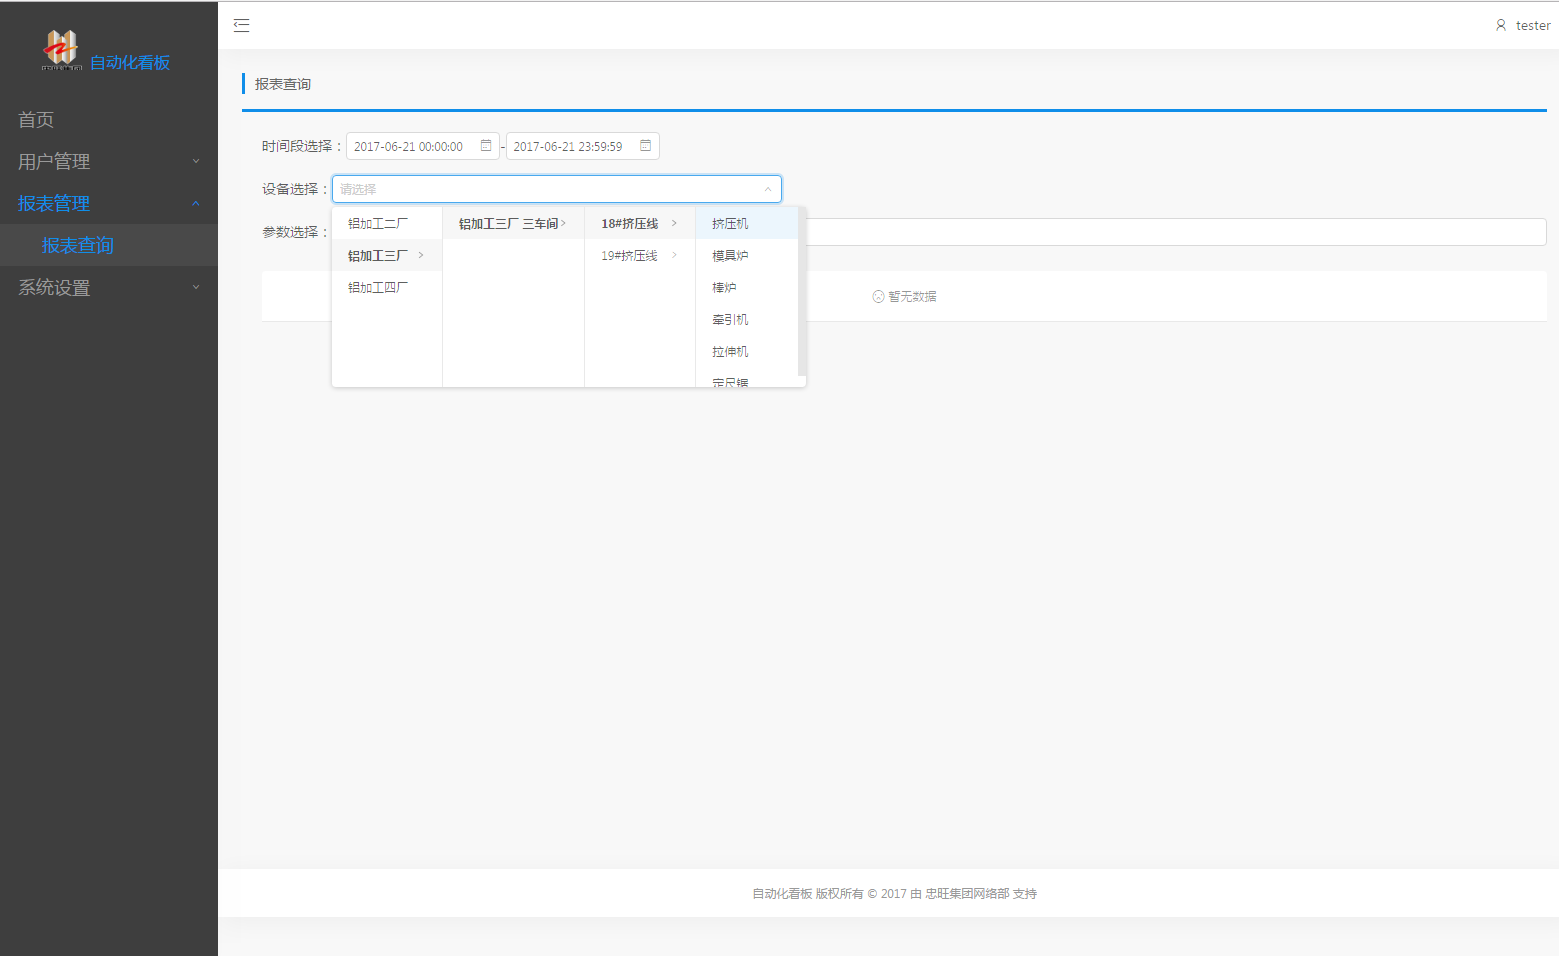 自动化看板
首页
用户管理
报表管理
报表查询
系统设置
tester
报表查询
时间段选择： 2017-06-21 00:00:00 - 2017-06-21 23:59:59
设备选择： 请选择
参数选择：
铝加工二厂
铝加工三厂
铝加工四厂
铝加工三厂 三车间
18#挤压线
19#挤压线
挤压机
模具炉
棒炉
牵引机
拉伸机
定尺锯
暂无数据
自动化看板 版权所有 © 2017 由 忠旺集团网络部 支持